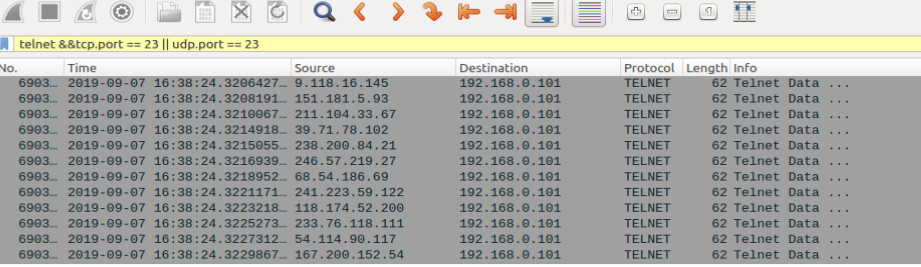 telnet &&tcp.port == 23 || udp.port == 23
No. Time Source Destination Protocol Length Info
6903… 2019-09-07 16:38:24.3206427… 9.118.16.145 192.168.0.101 TELNET 62 Telnet Data ...
6903… 2019-09-07 16:38:24.3208191… 151.181.5.93 192.168.0.101 TELNET 62 Telnet Data ...
6903… 2019-09-07 16:38:24.3210067… 211.104.33.67 192.168.0.101 TELNET 62 Telnet Data ...
6903… 2019-09-07 16:38:24.3214918… 39.71.78.102 192.168.0.101 TELNET 62 Telnet Data ...
6903… 2019-09-07 16:38:24.3215055… 238.200.84.21 192.168.0.101 TELNET 62 Telnet Data ...
6903… 2019-09-07 16:38:24.3216939… 246.57.219.27 192.168.0.101 TELNET 62 Telnet Data ...
6903… 2019-09-07 16:38:24.3218952… 68.54.186.69 192.168.0.101 TELNET 62 Telnet Data ...
6903… 2019-09-07 16:38:24.3221171… 241.223.59.122 192.168.0.101 TELNET 62 Telnet Data ...
6903… 2019-09-07 16:38:24.3223218… 118.174.52.200 192.168.0.101 TELNET 62 Telnet Data ...
6903… 2019-09-07 16:38:24.3225273… 233.76.118.111 192.168.0.101 TELNET 62 Telnet Data ...
6903… 2019-09-07 16:38:24.3227312… 54.114.90.117 192.168.0.101 TELNET 62 Telnet Data ...
6903… 2019-09-07 16:38:24.3229867… 167.200.152.54 192.168.0.101 TELNET 62 Telnet Data ...